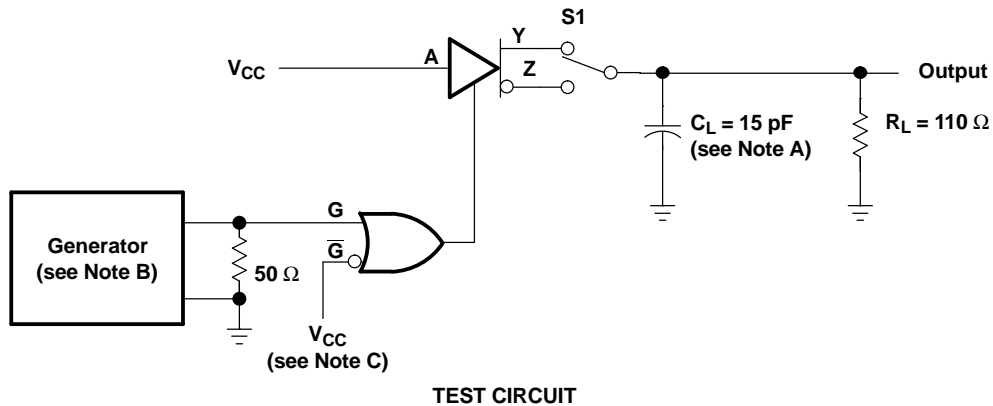 S1
Y
A
Z
VCC
Output
CL = 15 pF
(see Note A)
RL = 110 Ω
G
G̅
Generator
(see Note B)
50 Ω
VCC
(see Note C)
TEST CIRCUIT